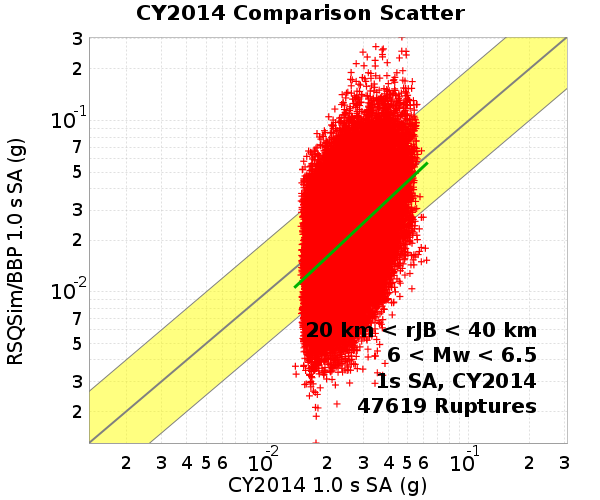 CY2014 Comparison Scatter
RSQSim/BBP 1.0 s SA (g)
3
2
10⁻¹
7
5
3
2
10⁻²
7
5
3
2
20 km < rJB < 40 km
6 < Mw < 6.5
1s SA, CY2014
47619 Ruptures
2 3 4 5 6 10⁻² 2 3 4 5 6 10⁻¹ 2 3
CY2014 1.0 s SA (g)